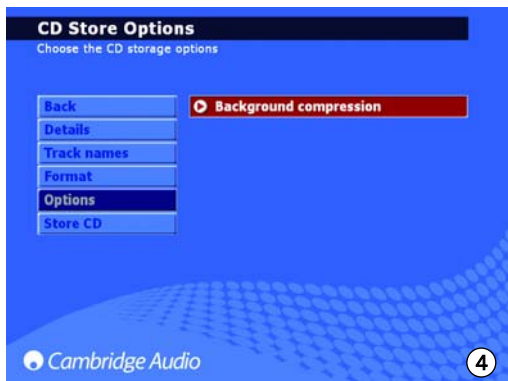 CD Store Options
Choose the CD storage options
Back
Background compression
Details
Track names
Format
Options
Store CD
Cambridge Audio
4